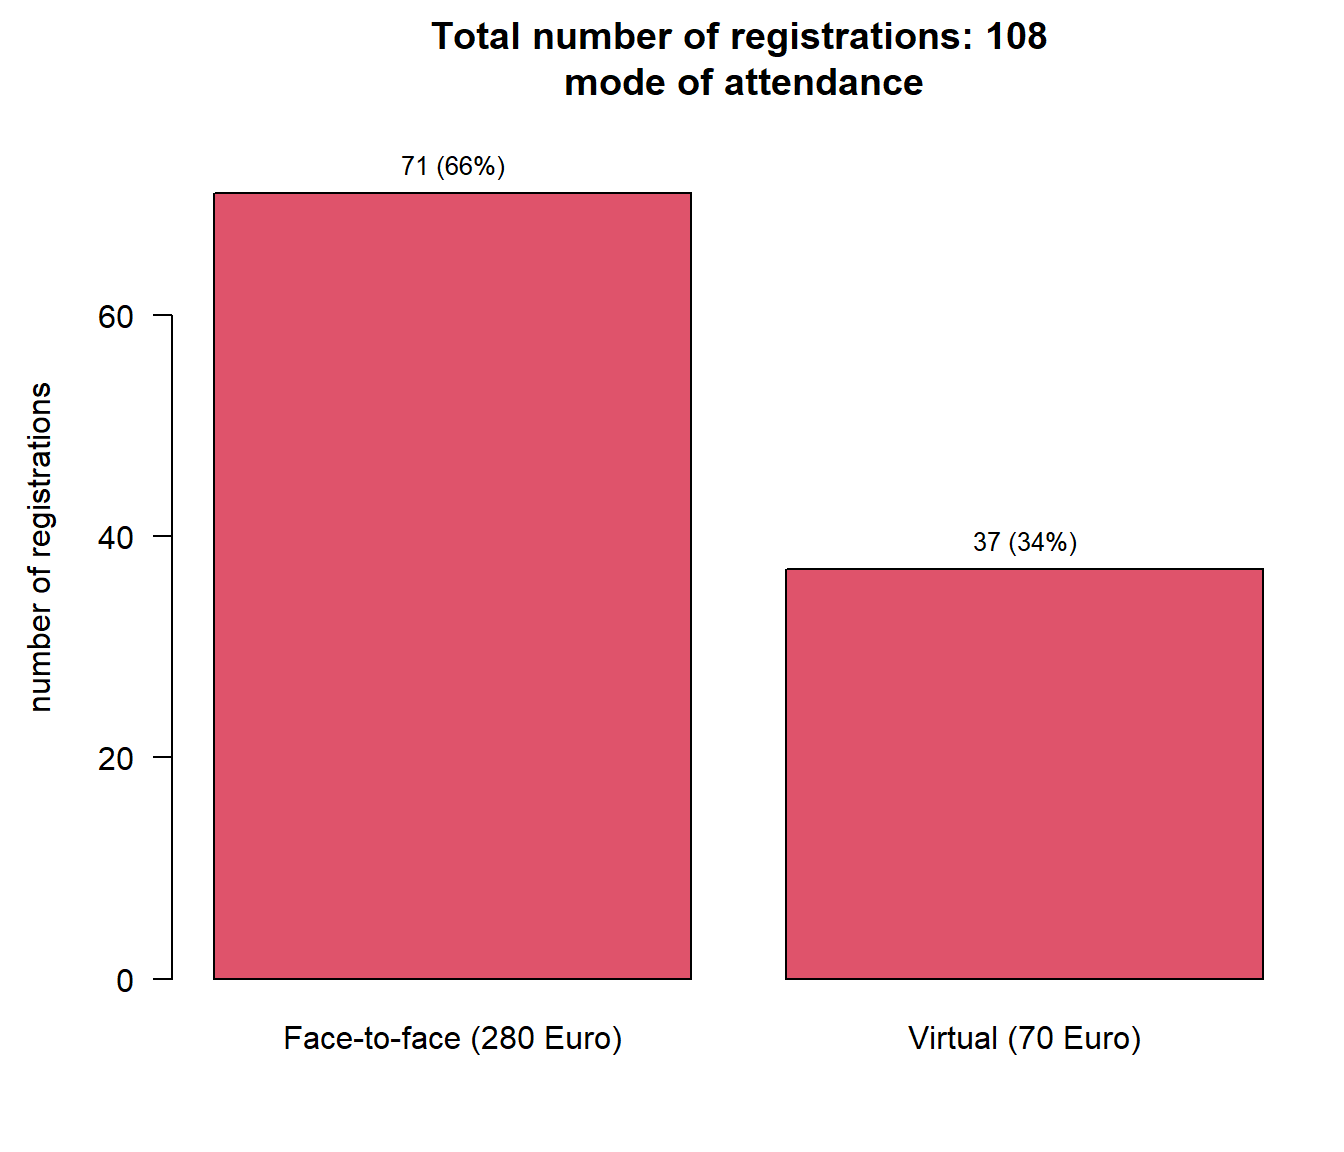 Total number of registrations: 108
mode of attendance
71 (66%)
60
number of registrations
40
37 (34%)
20
0
Face-to-face (280 Euro)
Virtual (70 Euro)